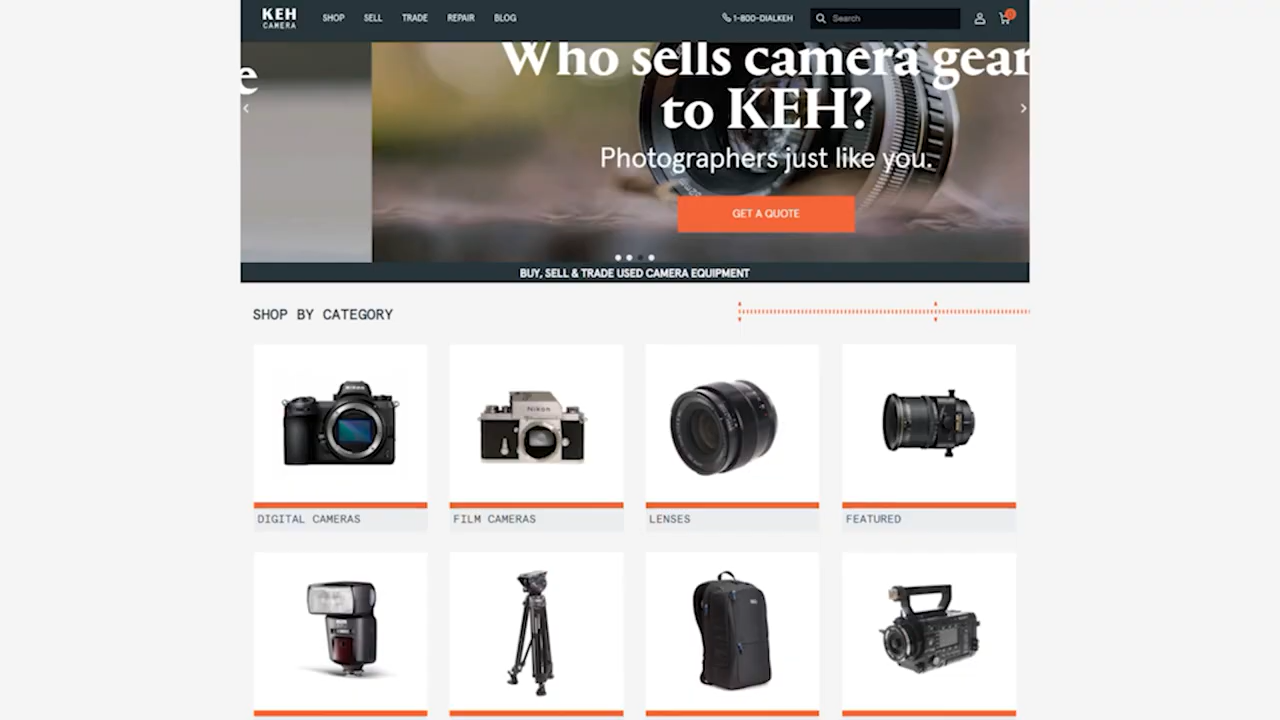 KEH
CAMERA
SHOP SELL TRADE REPAIR BLOG
1-800-DIALKEH
Search
e
Who sells camera gear
to KEH?
Photographers just like you.
GET A QUOTE
BUY, SELL & TRADE USED CAMERA EQUIPMENT
SHOP BY CATEGORY
Nikon
DIGITAL CAMERAS
FILM CAMERAS
LENSES
FEATURED